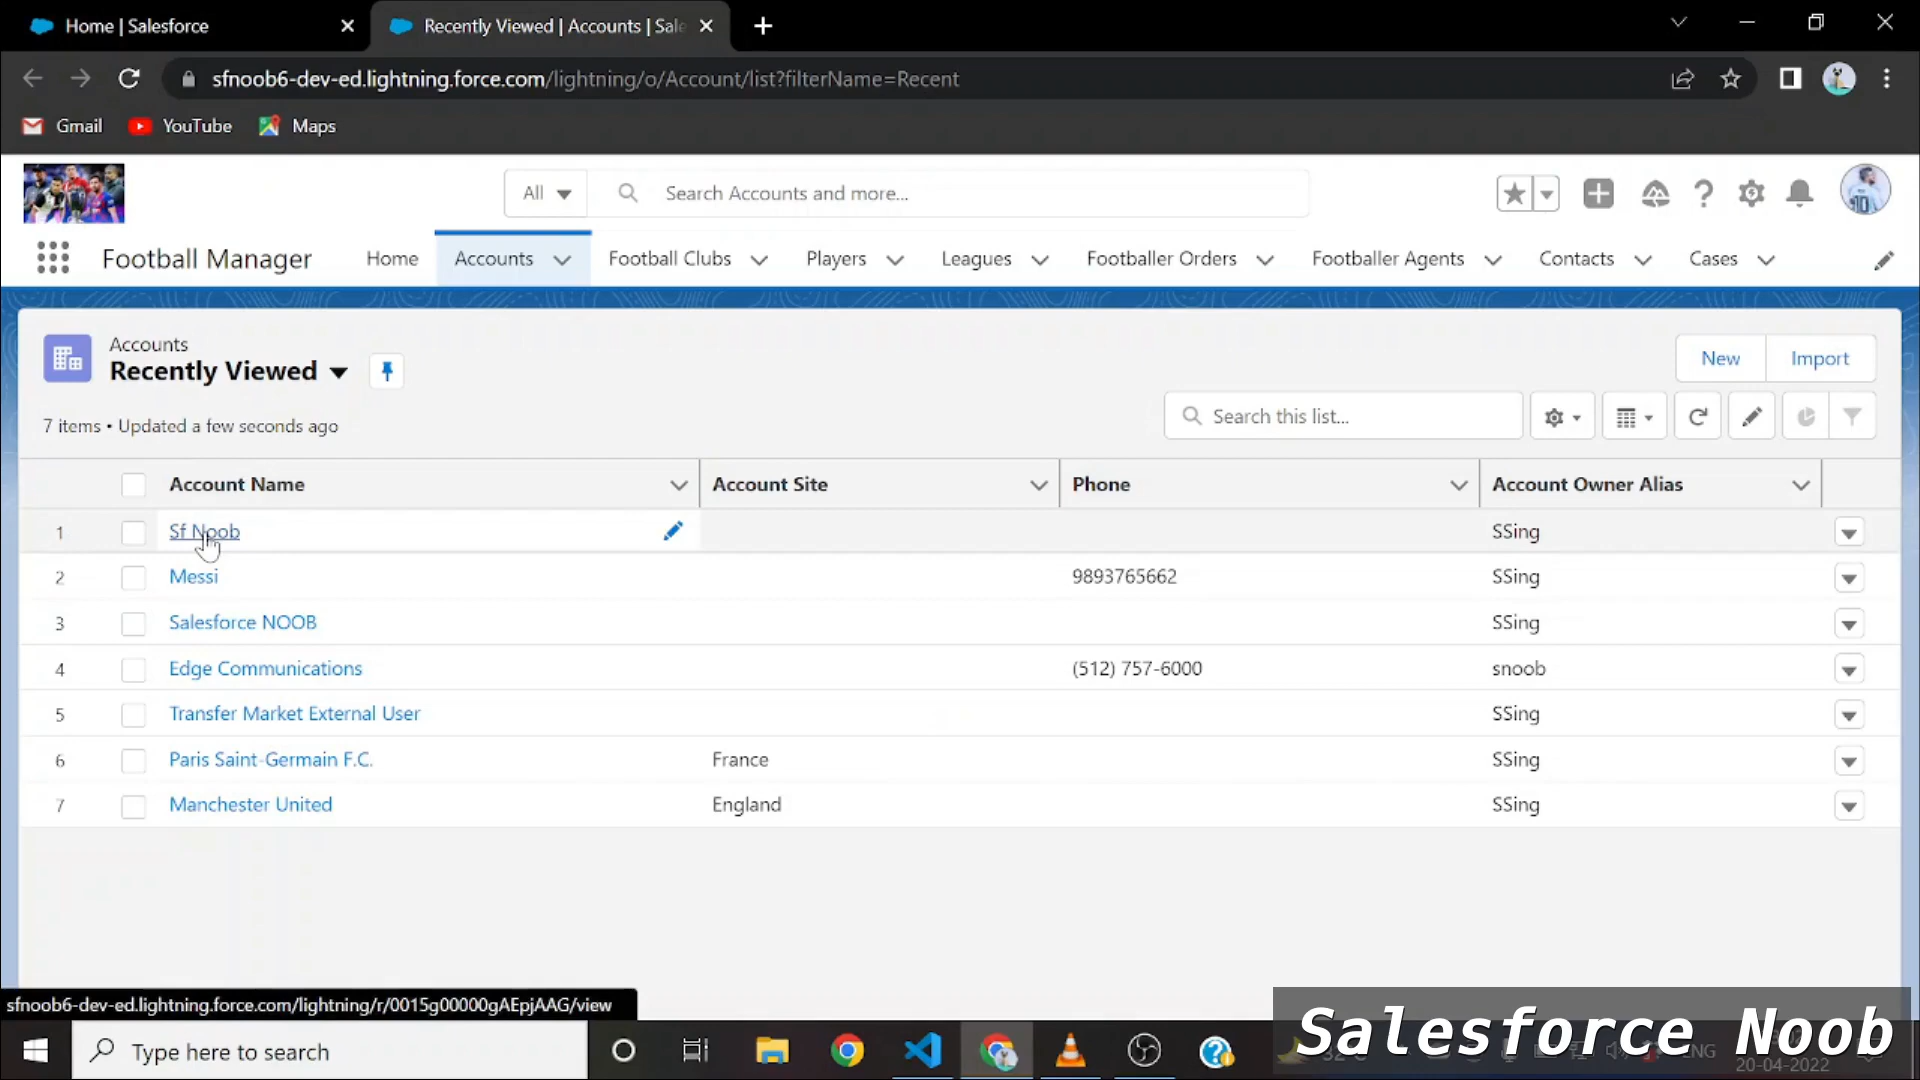 Home | Salesforce
Recently Viewed | Accounts | Sale
sfnoob6-dev-ed.lightning.force.com/lightning/o/Account/list?filterName=Recent
Gmail YouTube Maps
All Search Accounts and more...
Football Manager Home Accounts Football Clubs Players Leagues Footballer Orders Footballer Agents Contacts Cases
Accounts
Recently Viewed
New Import
7 items • Updated a few seconds ago
Search this list...
Account Name Account Site Phone Account Owner Alias
1 Sf Noob SSing
2 Messi 9893765662 SSing
3 Salesforce NOOB SSing
4 Edge Communications (512) 757-6000 snoob
5 Transfer Market External User SSing
6 Paris Saint-Germain F.C. France SSing
7 Manchester United England SSing
sfnoob6-dev-ed.lightning.force.com/lightning/r/0015g00000gAEpjAAG/view
Type here to search
Salesforce Noob
ENG
20-04-2022